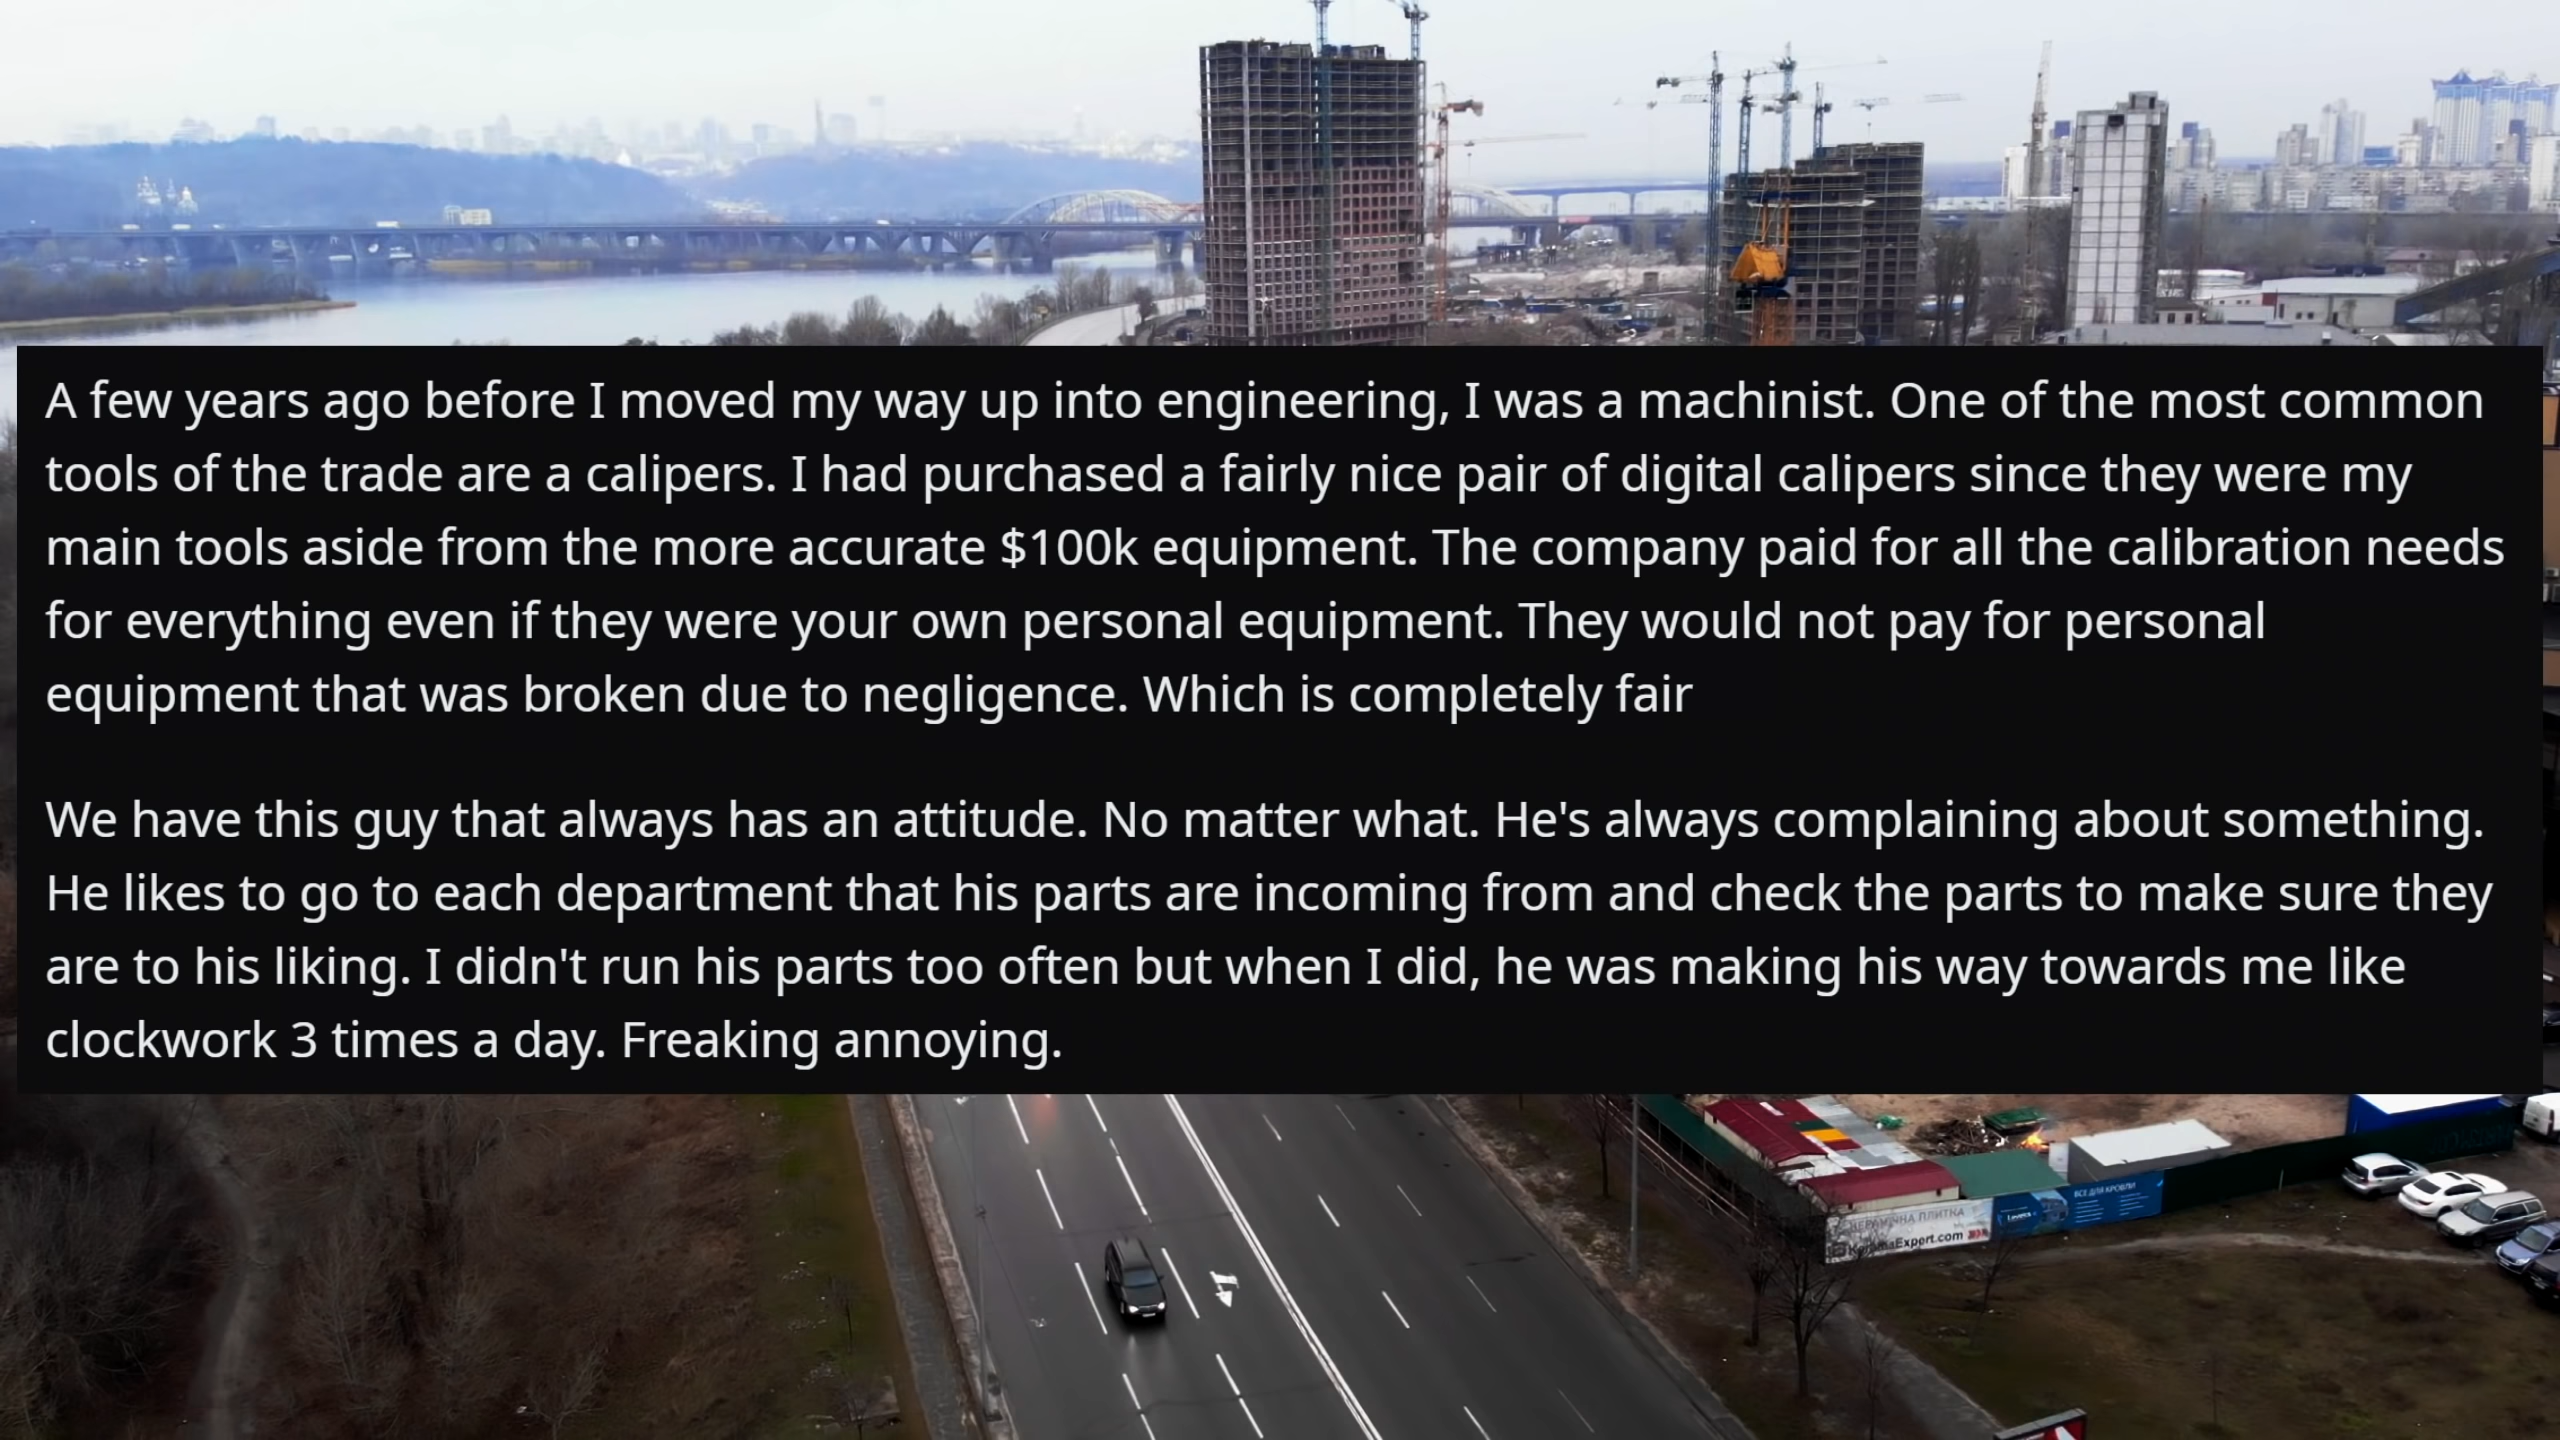 A few years ago before I moved my way up into engineering, I was a machinist. One of the most common
tools of the trade are a calipers. I had purchased a fairly nice pair of digital calipers since they were my
main tools aside from the more accurate $100k equipment. The company paid for all the calibration needs
for everything even if they were your own personal equipment. They would not pay for personal
equipment that was broken due to negligence. Which is completely fair
We have this guy that always has an attitude. No matter what. He's always complaining about something.
He likes to go to each department that his parts are incoming from and check the parts to make sure they
are to his liking. I didn't run his parts too often but when I did, he was making his way towards me like
clockwork 3 times a day. Freaking annoying.
ВСЕ ДЛЯ КРОВЛИ
ПЛИТКА